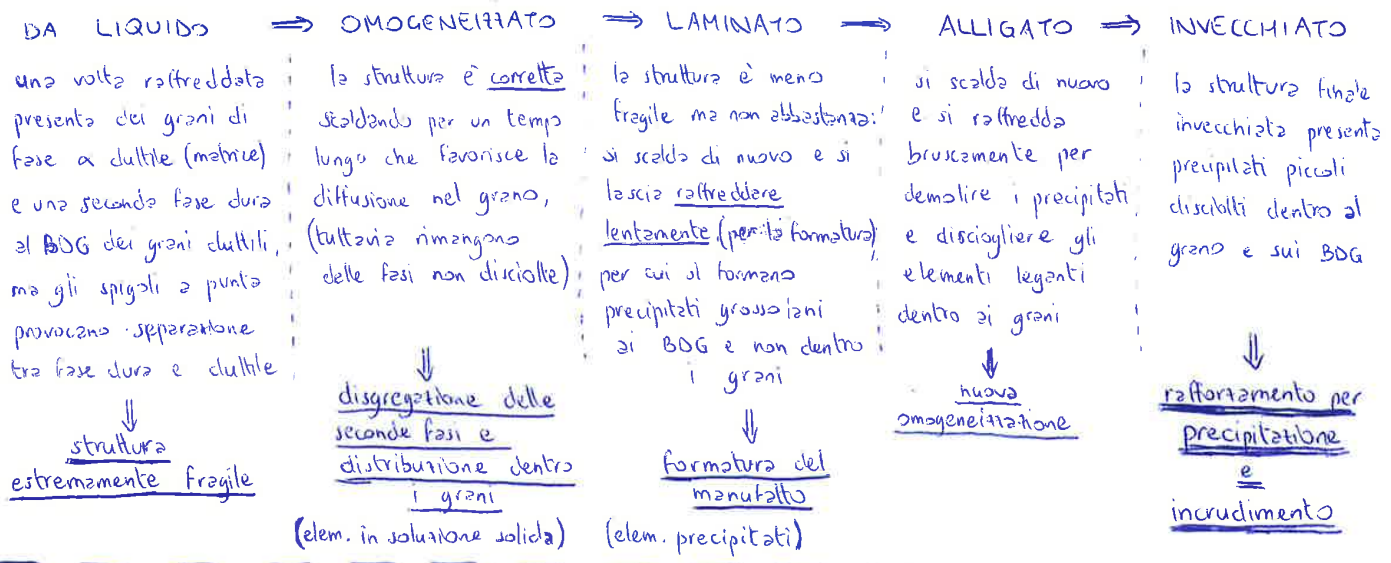 DA LIQUIDO ⇒ OMOGENEIZZATO ⇒ LAMINATO ⇒ ALLIGATO ⇒ INVECCHIATO
una volta raffreddata
presenta dei grani di
fase α duttile (matrice)
e una seconda fase dura
al BDG dei grani duttili,
ma gli spigoli a punta
provocano separazione
tra fase dura e duttile
⇓
struttura
estremamente fragile
la struttura è corretta
scaldando per un tempo
lungo che favorisce la
diffusione nel grano,
(tuttavia rimangono
delle fasi non disciolte)
⇓
disgregazione delle
seconde fasi e
distribuzione dentro
i grani
(elem. in soluzione solida)
la struttura è meno
fragile ma non abbastanza:
si scalda di nuovo e si
lascia raffreddare
lentamente (per la formatura)
per cui si formano
precipitati grossolani
ai BDG e non dentro
i grani
⇓
formatura del
manufatto
(elem. precipitati)
si scalda di nuovo
e si raffredda
bruscamente per
demolire i precipitati
e disciogliere gli
elementi leganti
dentro ai grani
⇓
nuova
omogeneizzazione
la struttura finale
invecchiata presenta
precipitati piccoli
disciolti dentro al
grano e sui BDG
⇓
rafforzamento per
precipitazione
e
incrudimento